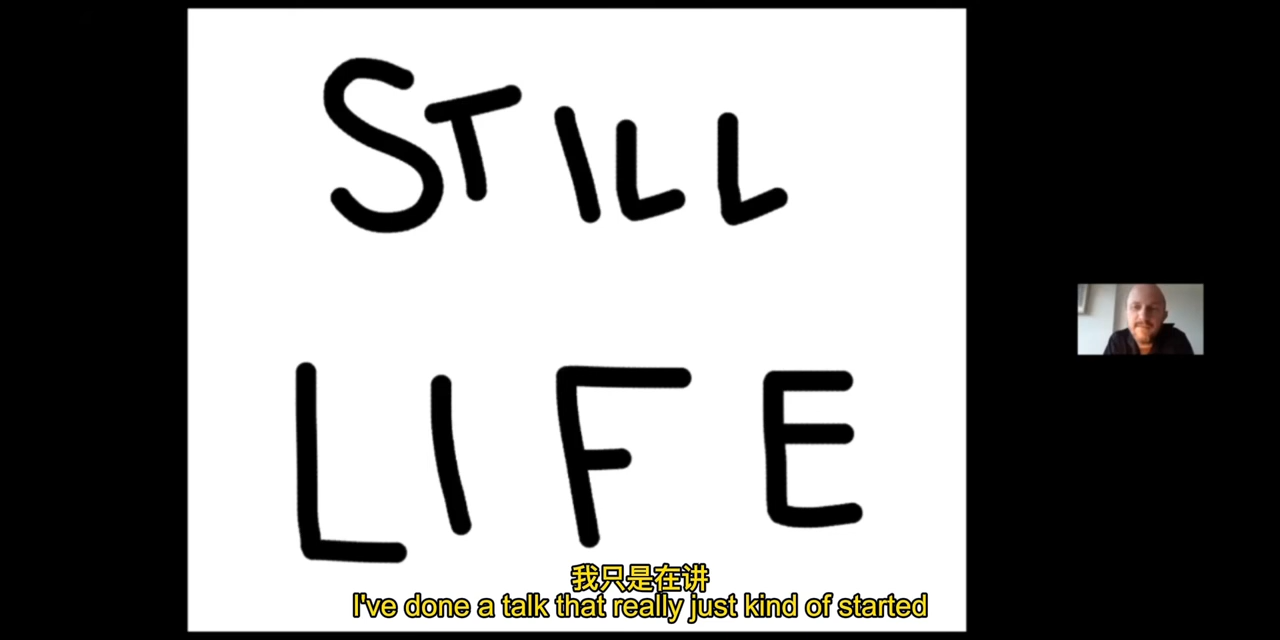 STILL
LIFE
我只是在讲
I've done a talk that really just kind of started